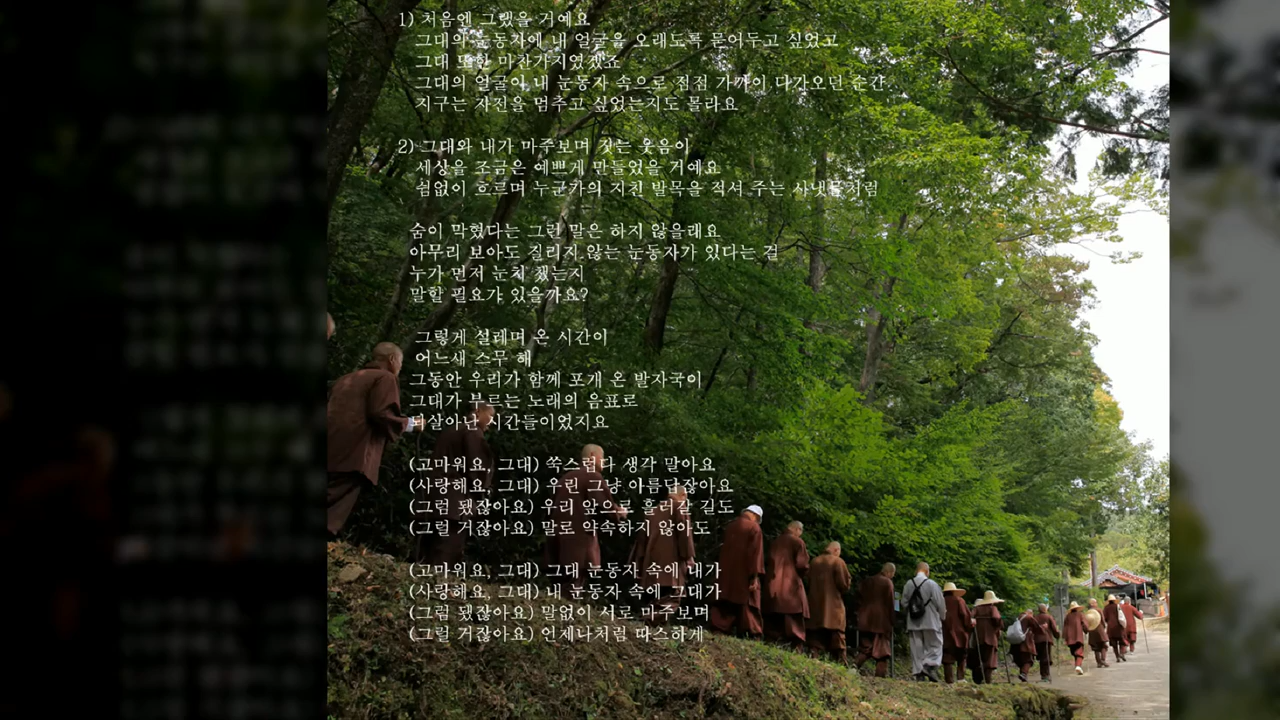 1) 처음엔 그랬을 거예요
그대의 눈동자에 내 얼굴을 오래도록 묻어두고 싶었고
그대 또한 마찬가지였겠죠
그대의 얼굴이 내 눈동자 속으로 점점 가까이 다가오던 순간
지구는 자전을 멈추고 싶었는지도 몰라요
2) 그대와 내가 마주보며 짓는 웃음이
세상을 조금은 예쁘게 만들었을 거예요
쉼없이 흐르며 누군가의 지친 발목을 적셔 주는 시냇물처럼
숨이 막혔다는 그런 말은 하지 않을래요
아무리 보아도 질리지 않는 눈동자가 있다는 걸
누가 먼저 눈치 챘는지
말할 필요가 있을까요?
그렇게 설레며 온 시간이
어느새 스무 해
그동안 우리가 함께 포개 온 발자국이
그대가 부르는 노래의 음표로
되살아난 시간들이었지요
(고마워요, 그대) 쑥스럽다 생각 말아요
(사랑해요, 그대) 우린 그냥 아름답잖아요
(그럼 됐잖아요) 우리 앞으로 흘러갈 길도
(그럴 거잖아요) 말로 약속하지 않아도
(고마워요, 그대) 그대 눈동자 속에 내가
(사랑해요, 그대) 내 눈동자 속에 그대가
(그럼 됐잖아요) 말없이 서로 마주보며
(그럴 거잖아요) 언제나처럼 따스하게